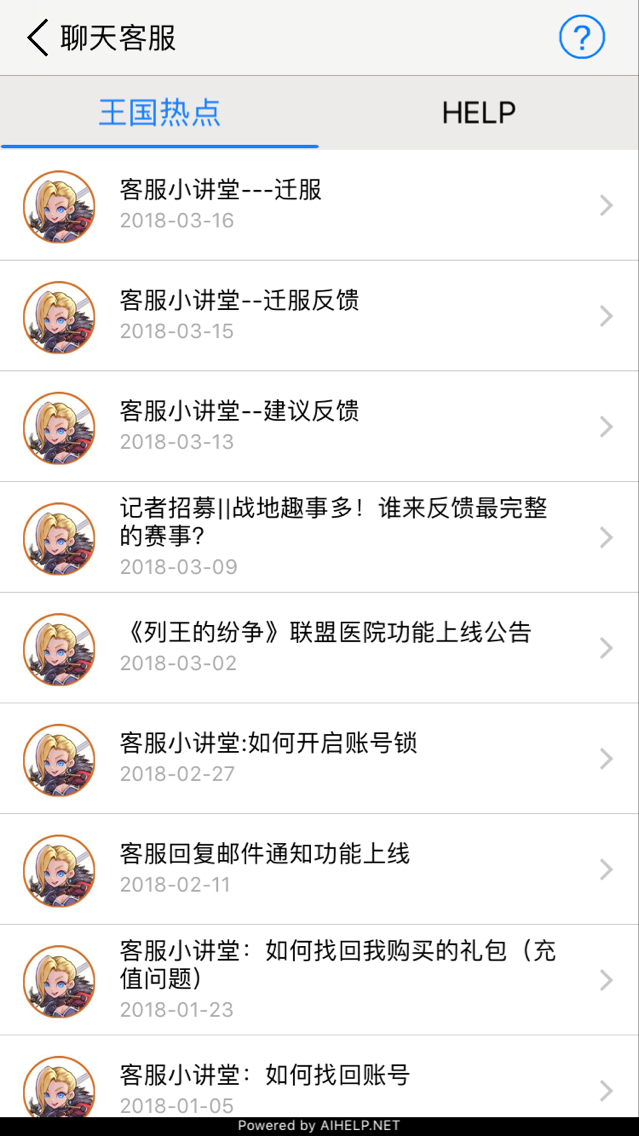 聊天客服
?
王国热点
HELP
客服小讲堂---迁服
2018-03-16
客服小讲堂--迁服反馈
2018-03-15
客服小讲堂--建议反馈
2018-03-13
记者招募||战地趣事多！谁来反馈最完整
的赛事?
2018-03-09
《列王的纷争》联盟医院功能上线公告
2018-03-02
客服小讲堂:如何开启账号锁
2018-02-27
客服回复邮件通知功能上线
2018-02-11
客服小讲堂：如何找回我购买的礼包（充
值问题）
2018-01-23
客服小讲堂：如何找回账号
2018-01-05
Powered by AIHELP.NET